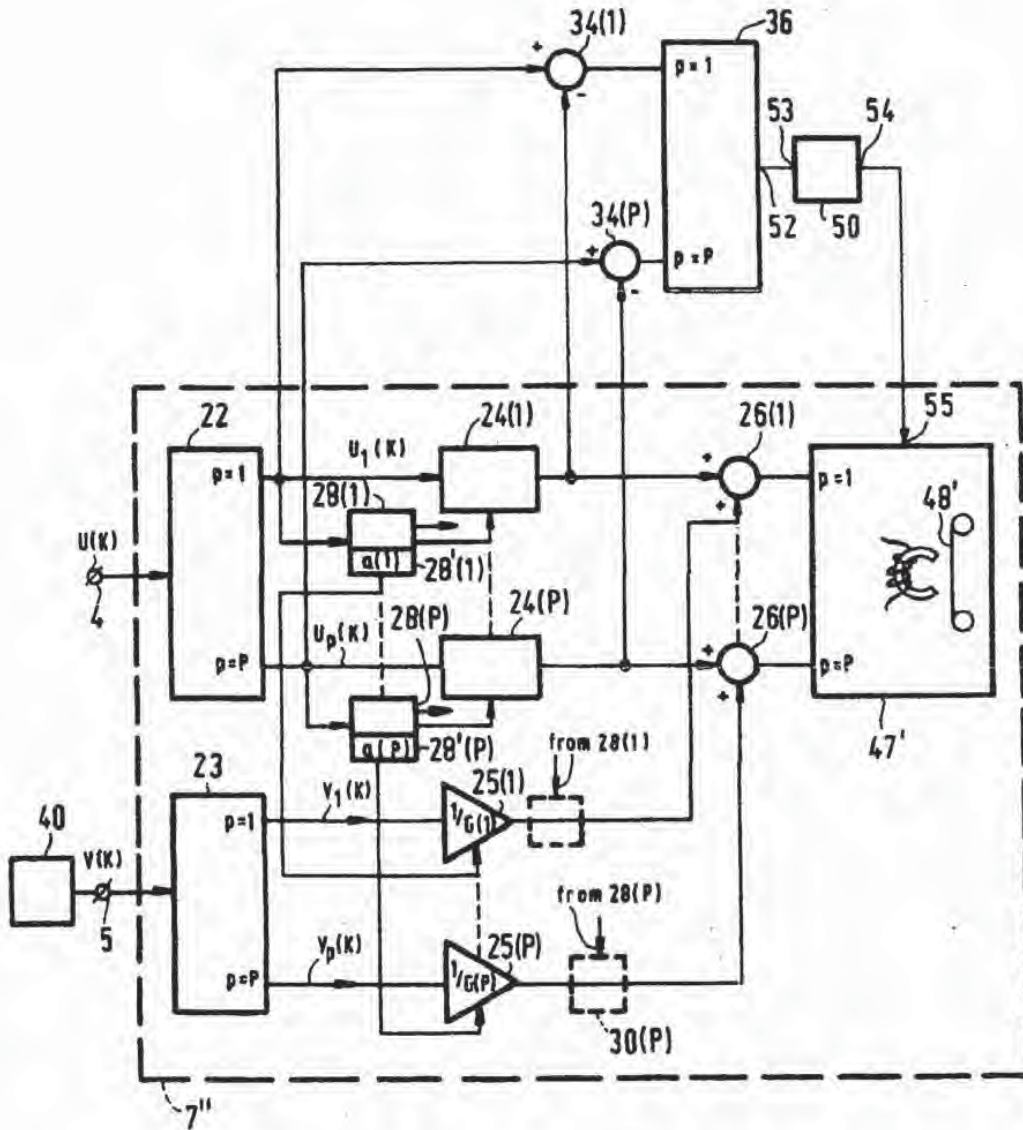 34(1)
36
+
-
p=1
53
54
52
50
34(P)
+
-
p=P
22
24(1)
26(1)
55
p=1
U₁(K)
+
+
p=1
28(1)
48'
U(K)
4
a(1)
28'(1)
28(P)
24(P)
26(P)
p=P
Uₚ(K)
+
+
p=P
47'
a(P)
28'(P)
from 28(1)
23
V₁(K)
25(1)
p=1
1/G(1)
40
V(K)
5
from 28(P)
Vₚ(K)
25(P)
p=P
1/G(P)
30(P)
7"